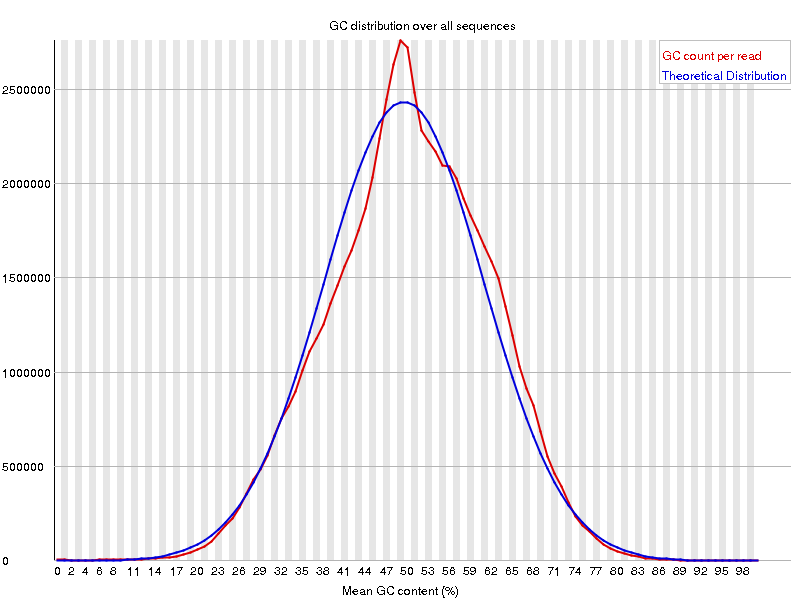 GC distribution over all sequences
GC count per read
Theoretical Distribution
2500000
2000000
1500000
1000000
500000
0
0 2 4 6 8 11 14 17 20 23 26 29 32 35 38 41 44 47 50 53 56 59 62 65 68 71 74 77 80 83 86 89 92 95 98
Mean GC content (%)